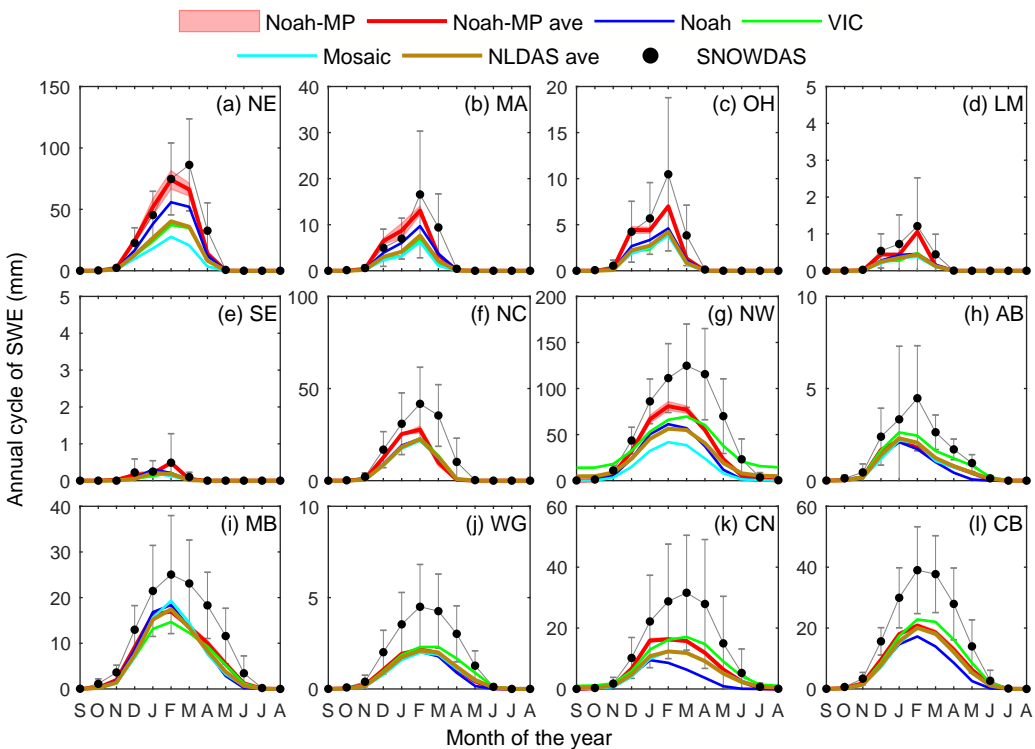 Noah-MP Noah-MP ave Noah VIC
Mosaic NLDAS ave SNOWDAS
Annual cycle of SWE (mm)
(a) NE
150
100
50
0
(b) MA
40
30
20
10
0
(c) OH
20
15
10
5
0
(d) LM
5
4
3
2
1
0
(e) SE
5
4
3
2
1
0
(f) NC
100
50
0
(g) NW
200
150
100
50
0
(h) AB
10
5
0
(i) MB
40
30
20
10
0
S O N D J F M A M J J A
(j) WG
10
5
0
S O N D J F M A M J J A
(k) CN
60
40
20
0
S O N D J F M A M J J A
(l) CB
60
40
20
0
S O N D J F M A M J J A
Month of the year